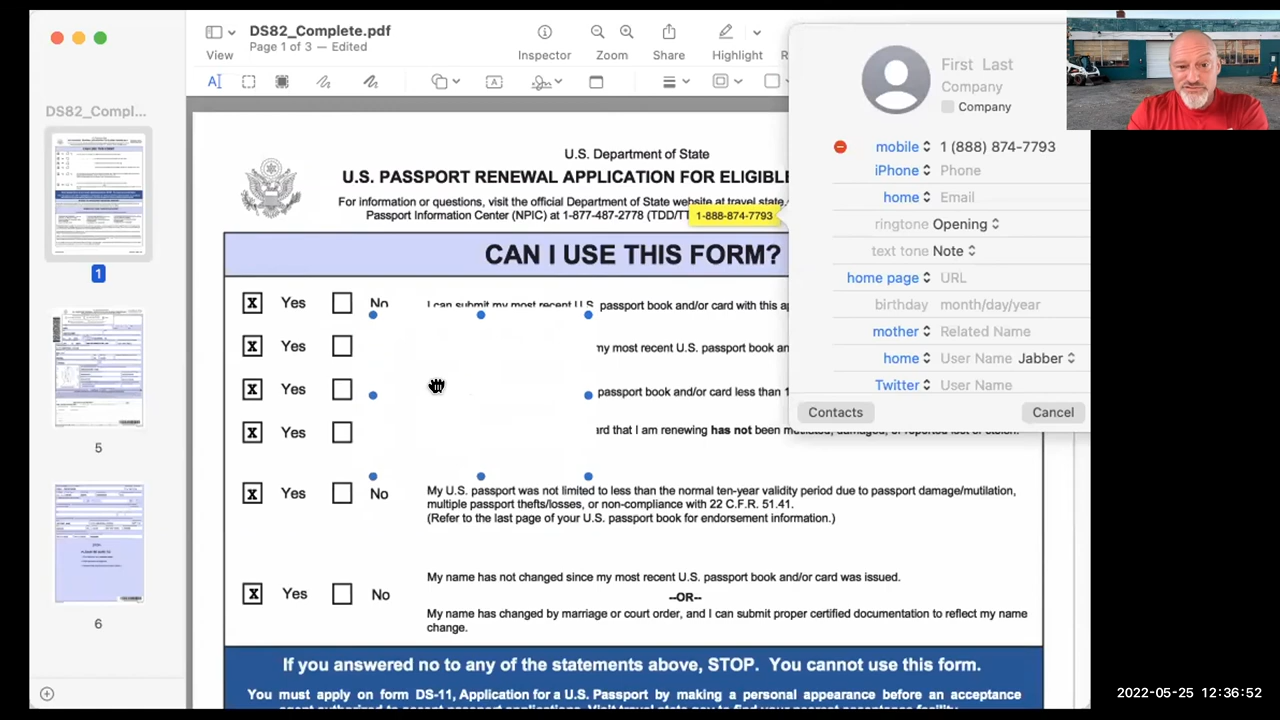 DS82_Complete.pdf
Page 1 of 3 — Edited
View
Inspector
Zoom
Share
Highlight
R
DS82_Compl...
1
5
6
U.S. Department of State
U.S. PASSPORT RENEWAL APPLICATION FOR ELIGIBLE
For information or questions, visit the official Department of State website at travel.state.
Passport Information Center (NPIC) at 1-877-487-2778 (TDD/TT
1-888-874-7793
CAN I USE THIS FORM?
X Yes No I can submit my most recent U.S. passport book and/or card with this ap
X Yes my most recent U.S. passport book an
X Yes passport book and/or card less than 1
X Yes rd that I am renewing has not been mutilated, damaged, or reported lost or stolen.
X Yes No My U.S. passport was not limited to less than the normal ten-year validity period due to passport damage/mutilation,
multiple passport thefts/losses, or non-compliance with 22 C.F.R. 51.41.
(Refer to the last page of your U.S. passport book for endorsement information.)
My name has not changed since my most recent U.S. passport book and/or card was issued.
X Yes No --OR--
My name has changed by marriage or court order, and I can submit proper certified documentation to reflect my name
change.
If you answered no to any of the statements above, STOP. You cannot use this form.
You must apply on form DS-11, Application for a U.S. Passport by making a personal appearance before an acceptance
First Last
Company
Company
mobile 1 (888) 874-7793
iPhone Phone
home Email
ringtone Opening
text tone Note
home page URL
birthday month/day/year
mother Related Name
home User Name Jabber
Twitter User Name
Contacts
Cancel
2022-05-25 12:36:52